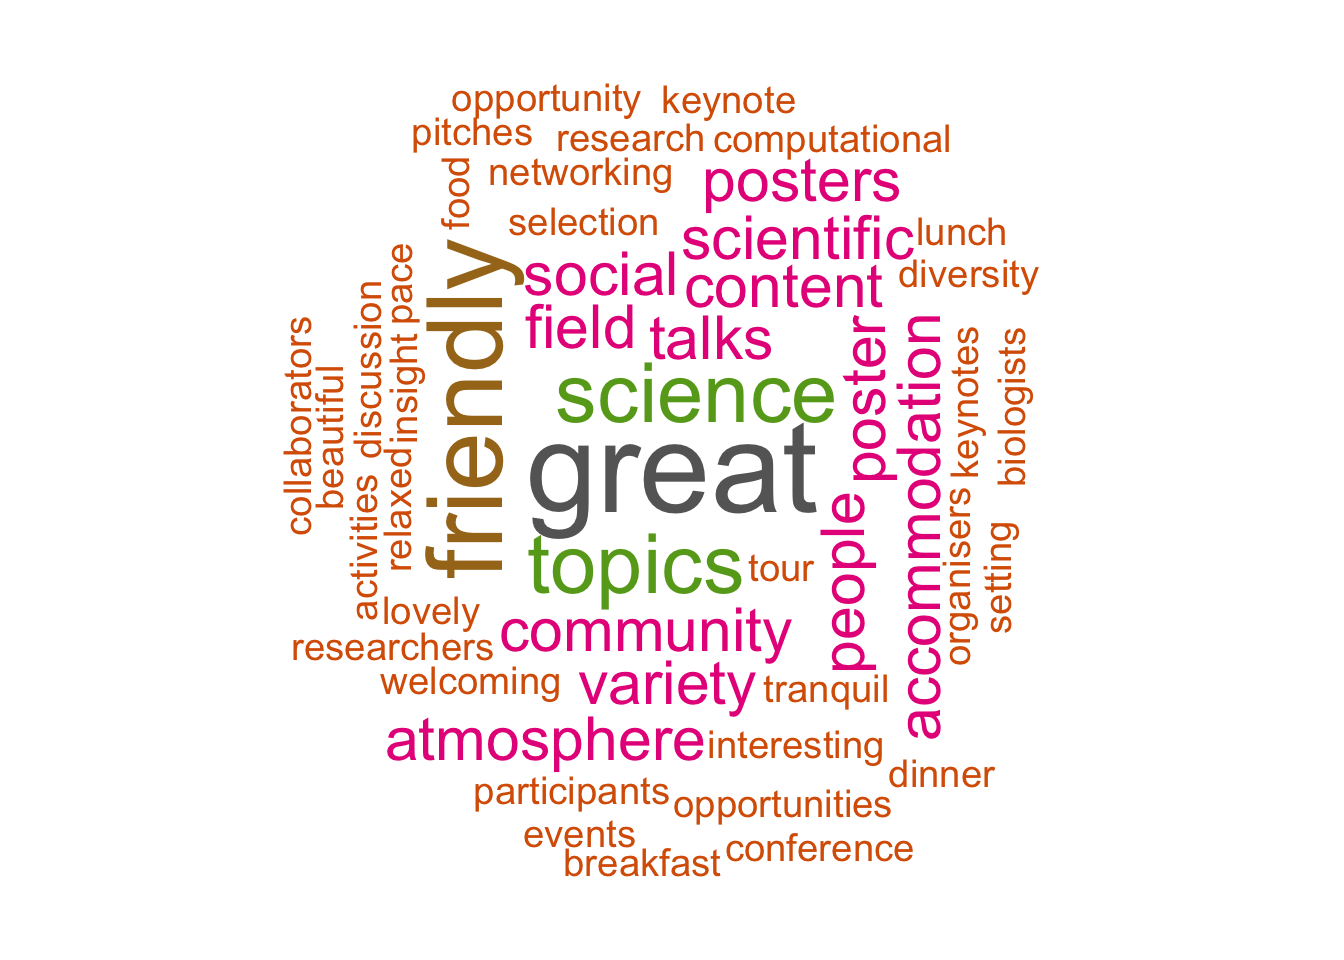 opportunity
keynote
pitches
research
computational
food
networking
posters
selection
scientific
lunch
social
content
diversity
field
talks
friendly
pace
discussion
insight
collaborators
beautiful
activities
relaxed
science
great
topics
tour
poster
people
accommodation
keynotes
biologists
organisers
setting
lovely
community
researchers
welcoming
variety
tranquil
atmosphere
interesting
dinner
participants
opportunities
events
conference
breakfast